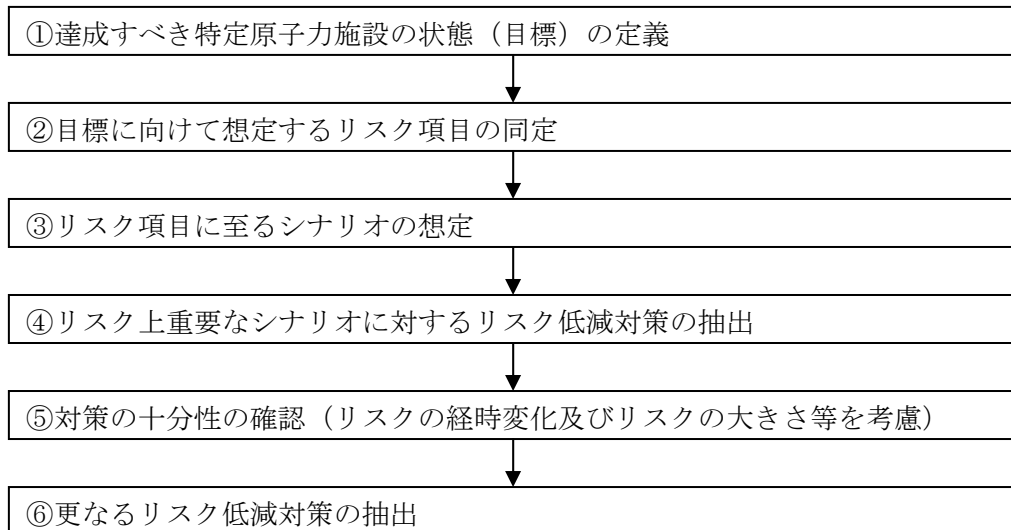 ①達成すべき特定原子力施設の状態（目標）の定義
②目標に向けて想定するリスク項目の同定
③リスク項目に至るシナリオの想定
④リスク上重要なシナリオに対するリスク低減対策の抽出
⑤対策の十分性の確認（リスクの経時変化及びリスクの大きさ等を考慮）
⑥更なるリスク低減対策の抽出